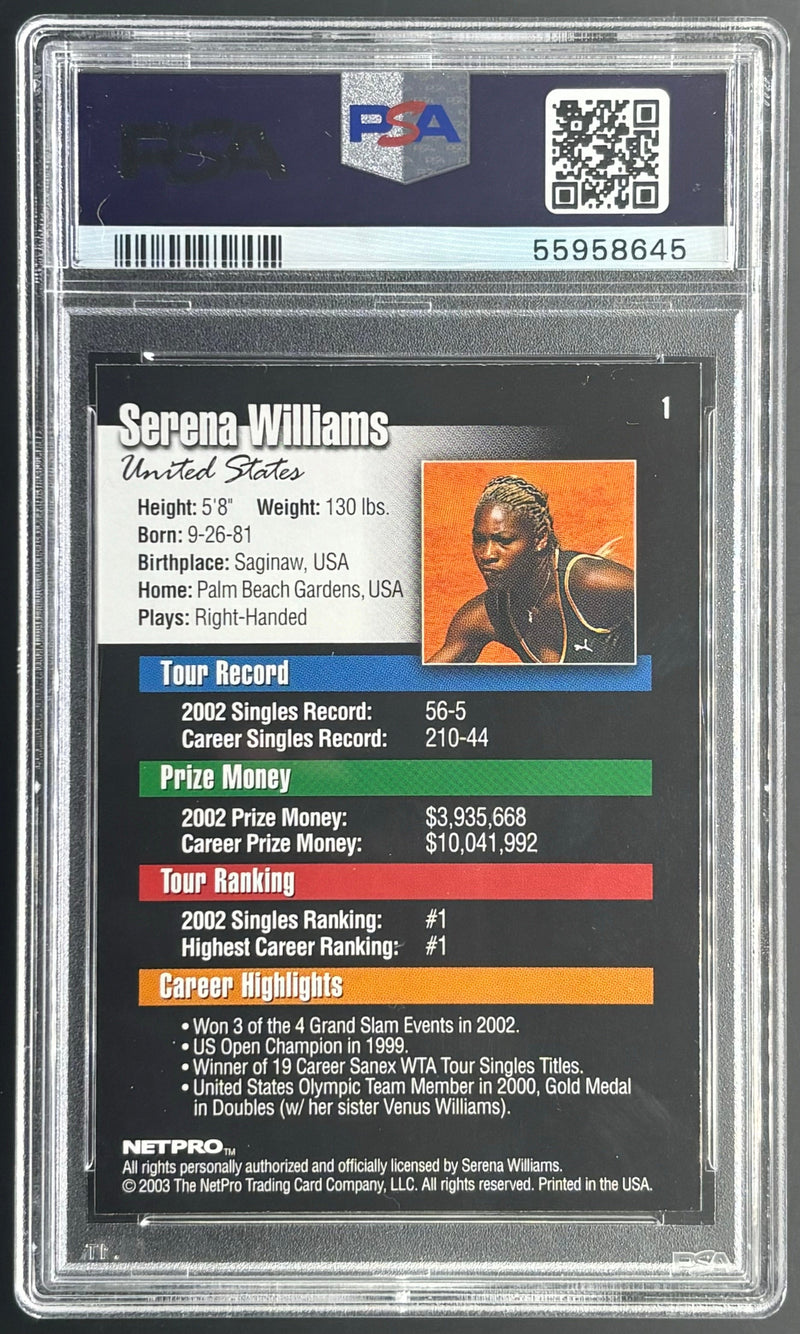 PSA
PSA
55958645
1
Serena Williams
United States
Height: 5'8" Weight: 130 lbs.
Born: 9-26-81
Birthplace: Saginaw, USA
Home: Palm Beach Gardens, USA
Plays: Right-Handed
Tour Record
2002 Singles Record: 56-5
Career Singles Record: 210-44
Prize Money
2002 Prize Money: $3,935,668
Career Prize Money: $10,041,992
Tour Ranking
2002 Singles Ranking: #1
Highest Career Ranking: #1
Career Highlights
• Won 3 of the 4 Grand Slam Events in 2002.
• US Open Champion in 1999.
• Winner of 19 Career Sanex WTA Tour Singles Titles.
• United States Olympic Team Member in 2000, Gold Medal
in Doubles (w/ her sister Venus Williams).
NETPRO™
All rights personally authorized and officially licensed by Serena Williams.
© 2003 The NetPro Trading Card Company, LLC. All rights reserved. Printed in the USA.
PSA